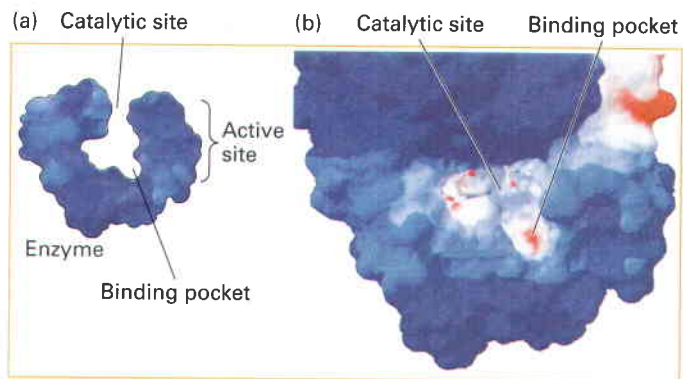 (a) Catalytic site
Active
site
Enzyme
Binding pocket
(b) Catalytic site Binding pocket